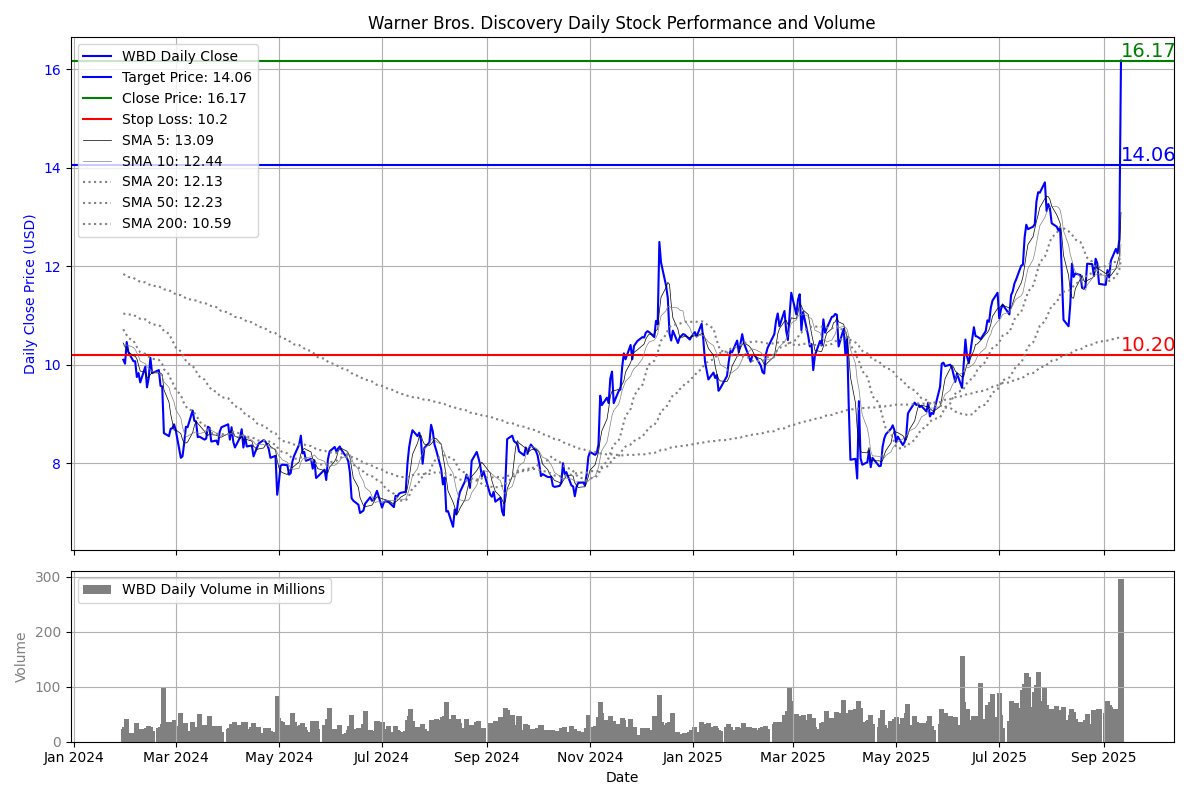 Warner Bros. Discovery Daily Stock Performance and Volume
WBD Daily Close
Target Price: 14.06
Close Price: 16.17
Stop Loss: 10.2
SMA 5: 13.09
SMA 10: 12.44
SMA 20: 12.13
SMA 50: 12.23
SMA 200: 10.59
16.17
14.06
10.20
Daily Close Price (USD)
16
14
12
10
8
WBD Daily Volume in Millions
Volume
300
200
100
0
Jan 2024 Mar 2024 May 2024 Jul 2024 Sep 2024 Nov 2024 Jan 2025 Mar 2025 May 2025 Jul 2025 Sep 2025
Date